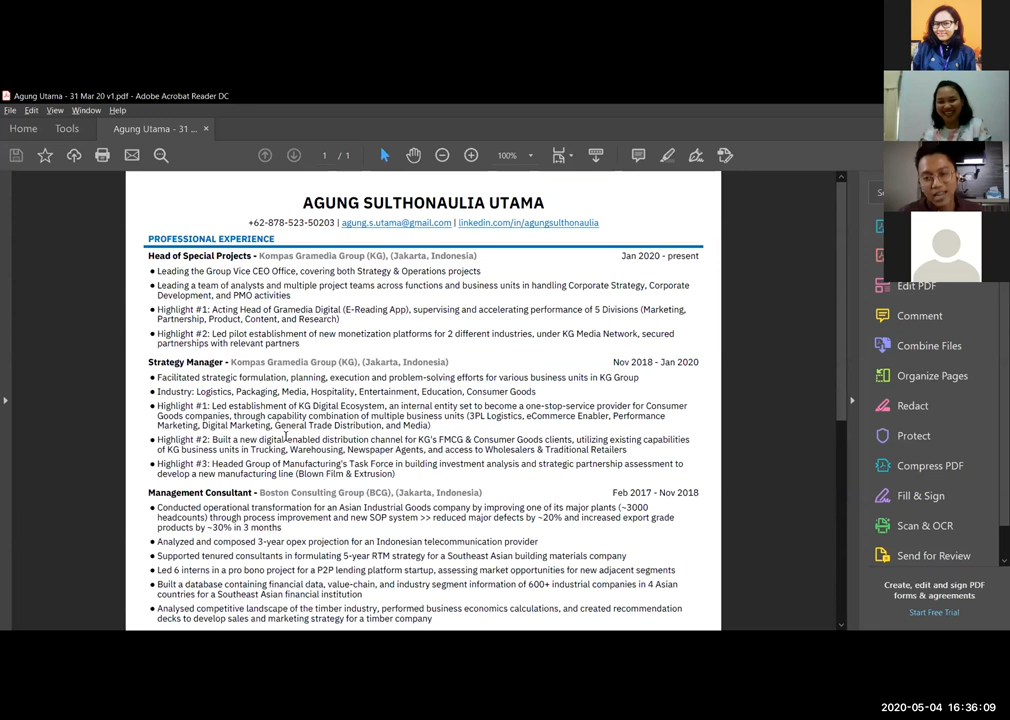 Agung Utama - 31 Mar 20 v1.pdf - Adobe Acrobat Reader DC
File Edit View Window Help
Home Tools Agung Utama - 31 ... ×
1 / 1 100%
AGUNG SULTHONAULIA UTAMA
+62-878-523-50203 | agung.s.utama@gmail.com | linkedin.com/in/agungsulthonaulia
PROFESSIONAL EXPERIENCE
Head of Special Projects - Kompas Gramedia Group (KG), (Jakarta, Indonesia) Jan 2020 - present
● Leading the Group Vice CEO Office, covering both Strategy & Operations projects
● Leading a team of analysts and multiple project teams across functions and business units in handling Corporate Strategy, Corporate
Development, and PMO activities
● Highlight #1: Acting Head of Gramedia Digital (E-Reading App), supervising and accelerating performance of 5 Divisions (Marketing,
Partnership, Product, Content, and Research)
● Highlight #2: Led pilot establishment of new monetization platforms for 2 different industries, under KG Media Network, secured
partnerships with relevant partners
Strategy Manager - Kompas Gramedia Group (KG), (Jakarta, Indonesia) Nov 2018 - Jan 2020
● Facilitated strategic formulation, planning, execution and problem-solving efforts for various business units in KG Group
● Industry: Logistics, Packaging, Media, Hospitality, Entertainment, Education, Consumer Goods
● Highlight #1: Led establishment of KG Digital Ecosystem, an internal entity set to become a one-stop-service provider for Consumer
Goods companies, through capability combination of multiple business units (3PL Logistics, eCommerce Enabler, Performance
Marketing, Digital Marketing, General Trade Distribution, and Media)
● Highlight #2: Built a new digital-enabled distribution channel for KG's FMCG & Consumer Goods clients, utilizing existing capabilities
of KG business units in Trucking, Warehousing, Newspaper Agents, and access to Wholesalers & Traditional Retailers
● Highlight #3: Headed Group of Manufacturing's Task Force in building investment analysis and strategic partnership assessment to
develop a new manufacturing line (Blown Film & Extrusion)
Management Consultant - Boston Consulting Group (BCG), (Jakarta, Indonesia) Feb 2017 - Nov 2018
● Conducted operational transformation for an Asian Industrial Goods company by improving one of its major plants (~3000
headcounts) through process improvement and new SOP system >> reduced major defects by ~20% and increased export grade
products by ~30% in 3 months
● Analyzed and composed 3-year opex projection for an Indonesian telecommunication provider
● Supported tenured consultants in formulating 5-year RTM strategy for a Southeast Asian building materials company
● Led 6 interns in a pro bono project for a P2P lending platform startup, assessing market opportunities for new adjacent segments
● Built a database containing financial data, value-chain, and industry segment information of 600+ industrial companies in 4 Asian
countries for a Southeast Asian financial institution
● Analysed competitive landscape of the timber industry, performed business economics calculations, and created recommendation
decks to develop sales and marketing strategy for a timber company
Edit PDF
Comment
Combine Files
Organize Pages
Redact
Protect
Compress PDF
Fill & Sign
Scan & OCR
Send for Review
Create, edit and sign PDF
forms & agreements
Start Free Trial
2020-05-04 16:36:09